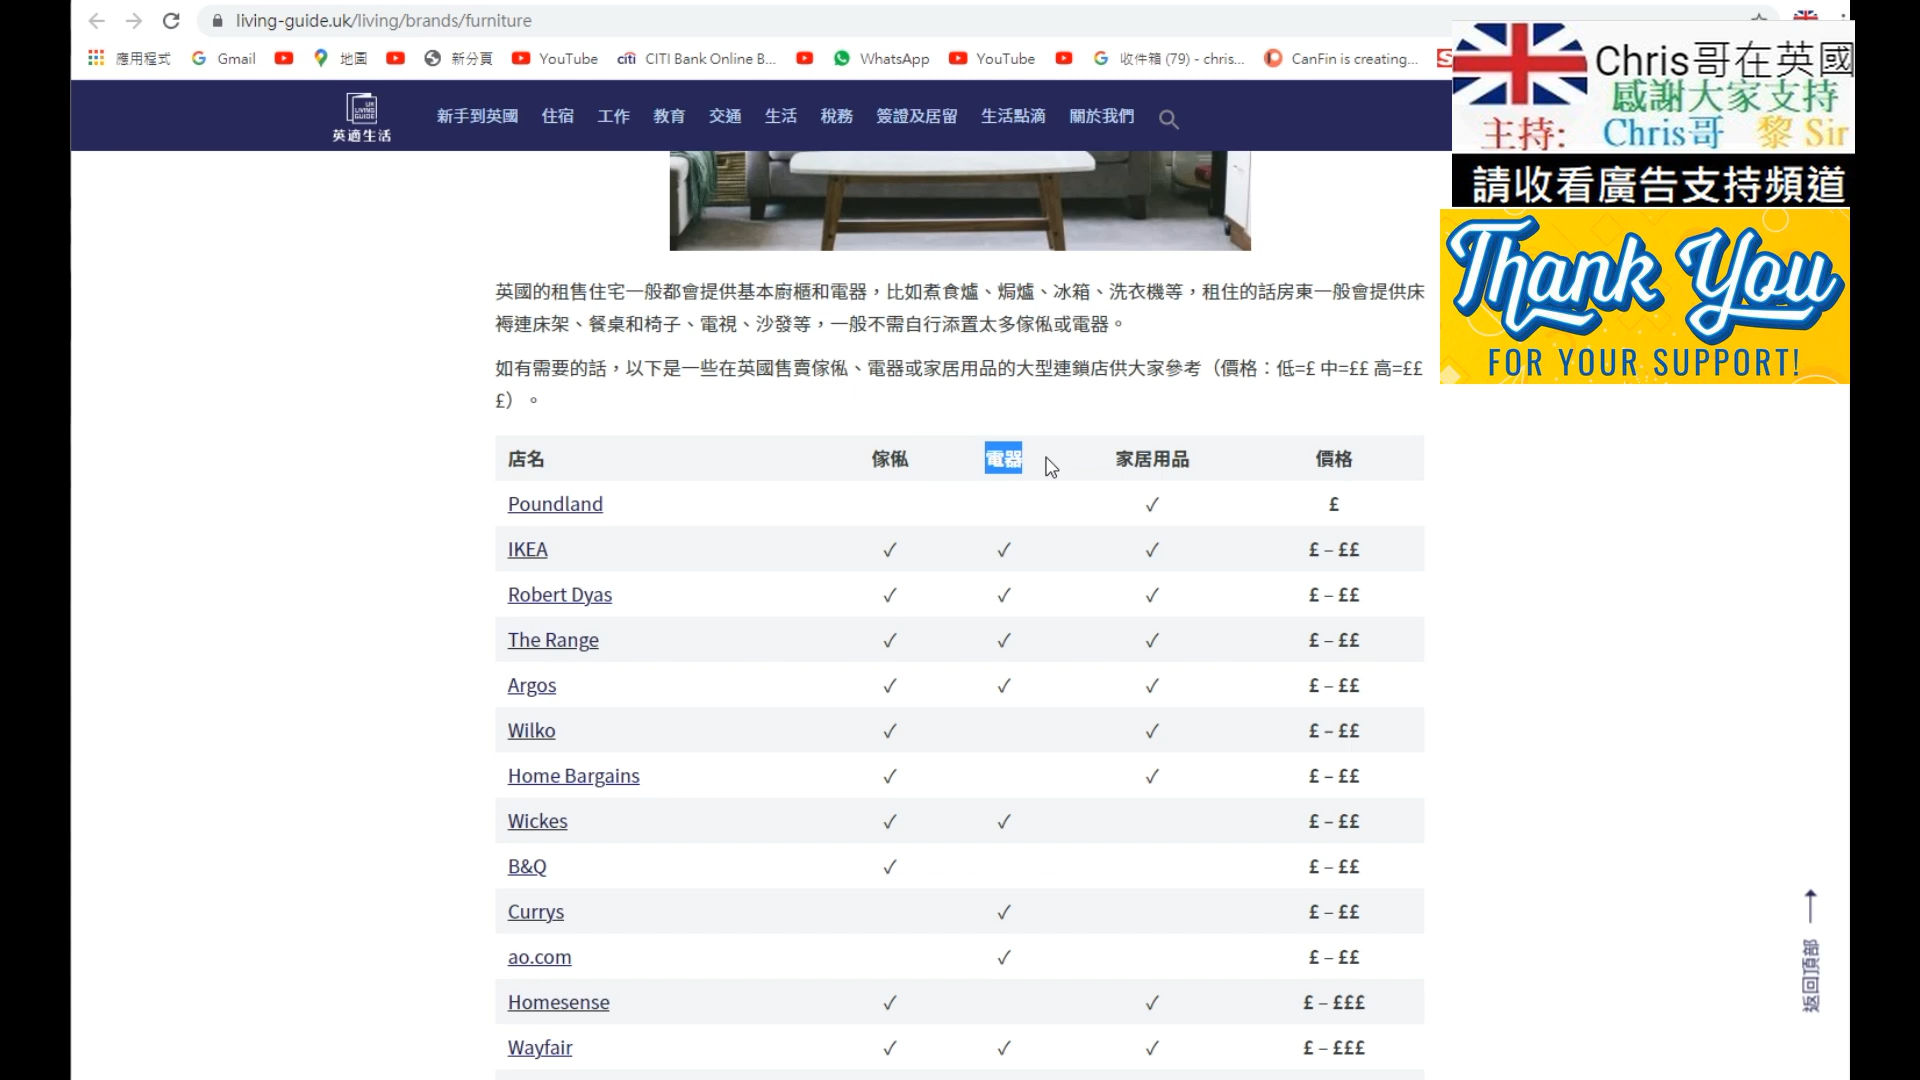 living-guide.uk/living/brands/furniture
應用程式 Gmail 地圖 新分頁 YouTube citi CITI Bank Online B... WhatsApp YouTube 收件箱 (79) - chris... CanFin is creating...
UK LIVING GUIDE
英適生活
新手到英國 住宿 工作 教育 交通 生活 稅務 簽證及居留 生活點滴 關於我們
Chris哥在英國
感謝大家支持
主持: Chris哥 黎 Sir
請收看廣告支持頻道
Thank You
FOR YOUR SUPPORT!
英國的租售住宅一般都會提供基本廚櫃和電器，比如煮食爐、焗爐、冰箱、洗衣機等，租住的話房東一般會提供床
褥連床架、餐桌和椅子、電視、沙發等，一般不需自行添置太多傢俬或電器。
如有需要的話，以下是一些在英國售賣傢俬、電器或家居用品的大型連鎖店供大家參考（價格：低=£ 中=££ 高=££
£）。
店名 傢俬 電器 家居用品 價格
Poundland ✓ £
IKEA ✓ ✓ ✓ £ – ££
Robert Dyas ✓ ✓ ✓ £ – ££
The Range ✓ ✓ ✓ £ – ££
Argos ✓ ✓ ✓ £ – ££
Wilko ✓ ✓ £ – ££
Home Bargains ✓ ✓ £ – ££
Wickes ✓ ✓ £ – ££
B&Q ✓ £ – ££
Currys ✓ £ – ££
ao.com ✓ £ – ££
Homesense ✓ ✓ £ – £££
Wayfair ✓ ✓ ✓ £ – £££
返回頂部